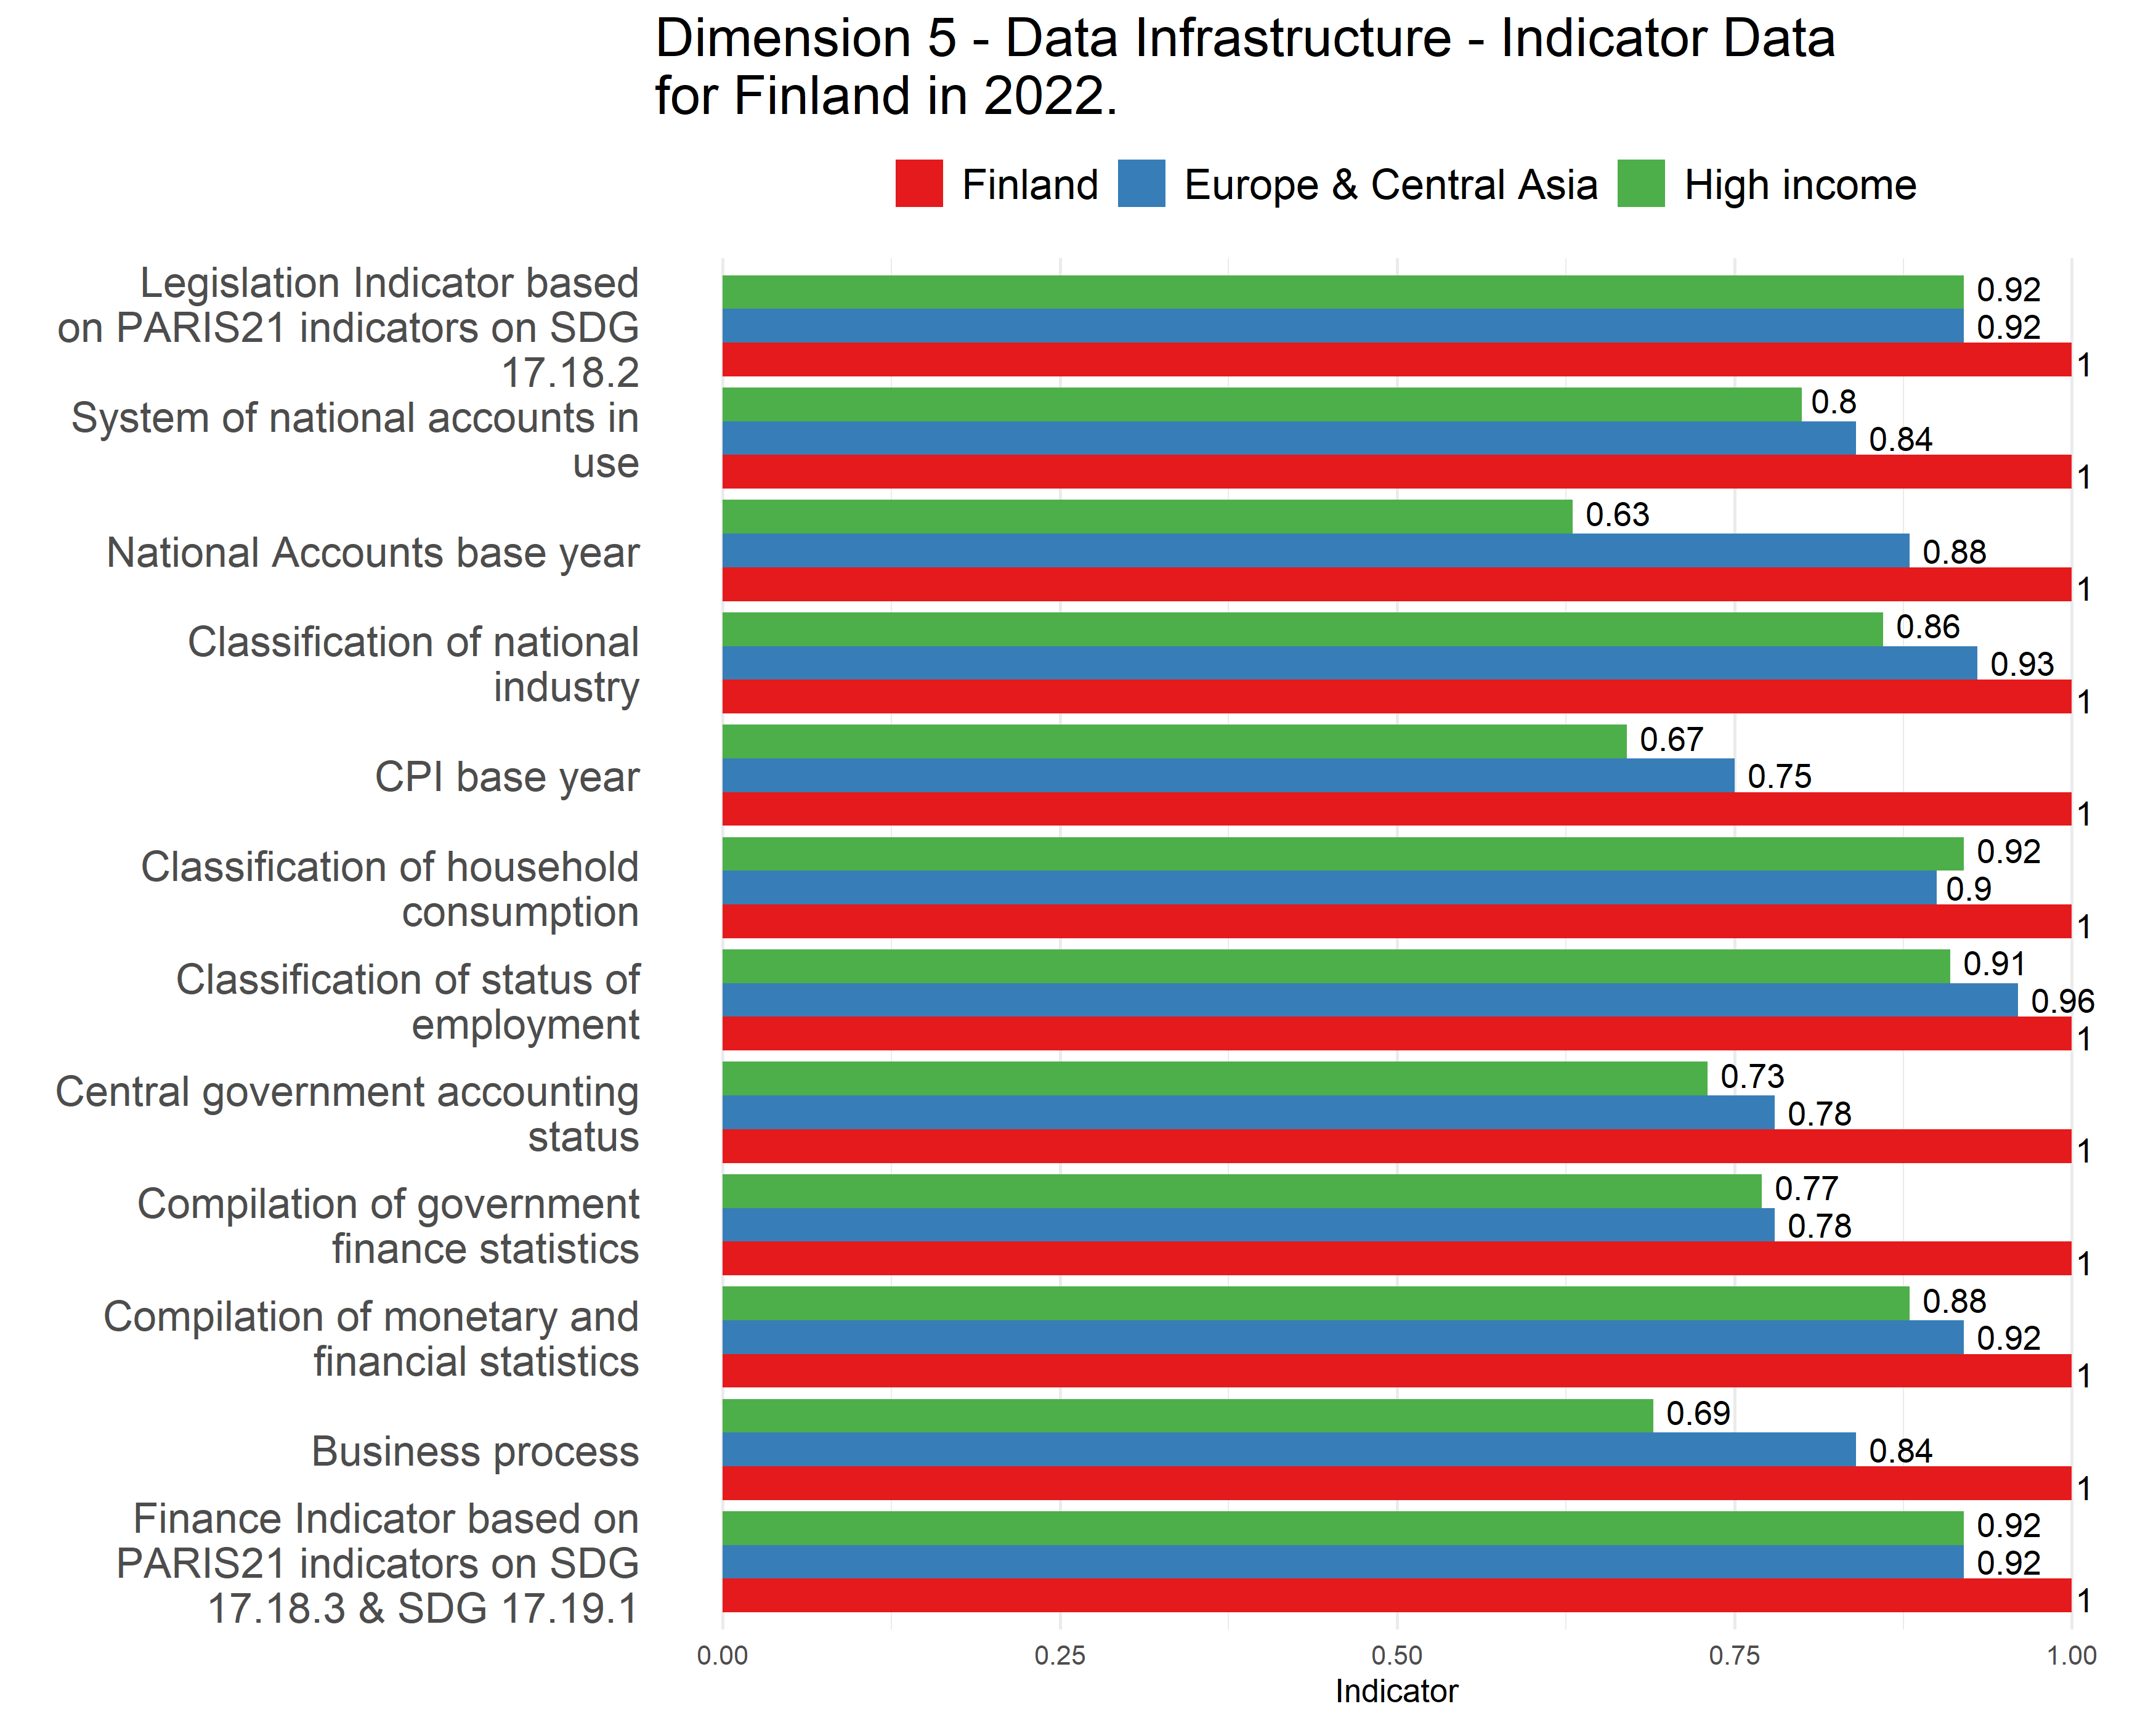 Dimension 5 - Data Infrastructure - Indicator Data
for Finland in 2022.
Finland
Europe & Central Asia
High income
Legislation Indicator based
on PARIS21 indicators on SDG
17.18.2
0.92
0.92
1
System of national accounts in
use
0.8
0.84
1
National Accounts base year
0.63
0.88
1
Classification of national
industry
0.86
0.93
1
CPI base year
0.67
0.75
1
Classification of household
consumption
0.92
0.9
1
Classification of status of
employment
0.91
0.96
1
Central government accounting
status
0.73
0.78
1
Compilation of government
finance statistics
0.77
0.78
1
Compilation of monetary and
financial statistics
0.88
0.92
1
Business process
0.69
0.84
1
Finance Indicator based on
PARIS21 indicators on SDG
17.18.3 & SDG 17.19.1
0.92
0.92
1
0.00 0.25 0.50 0.75 1.00
Indicator